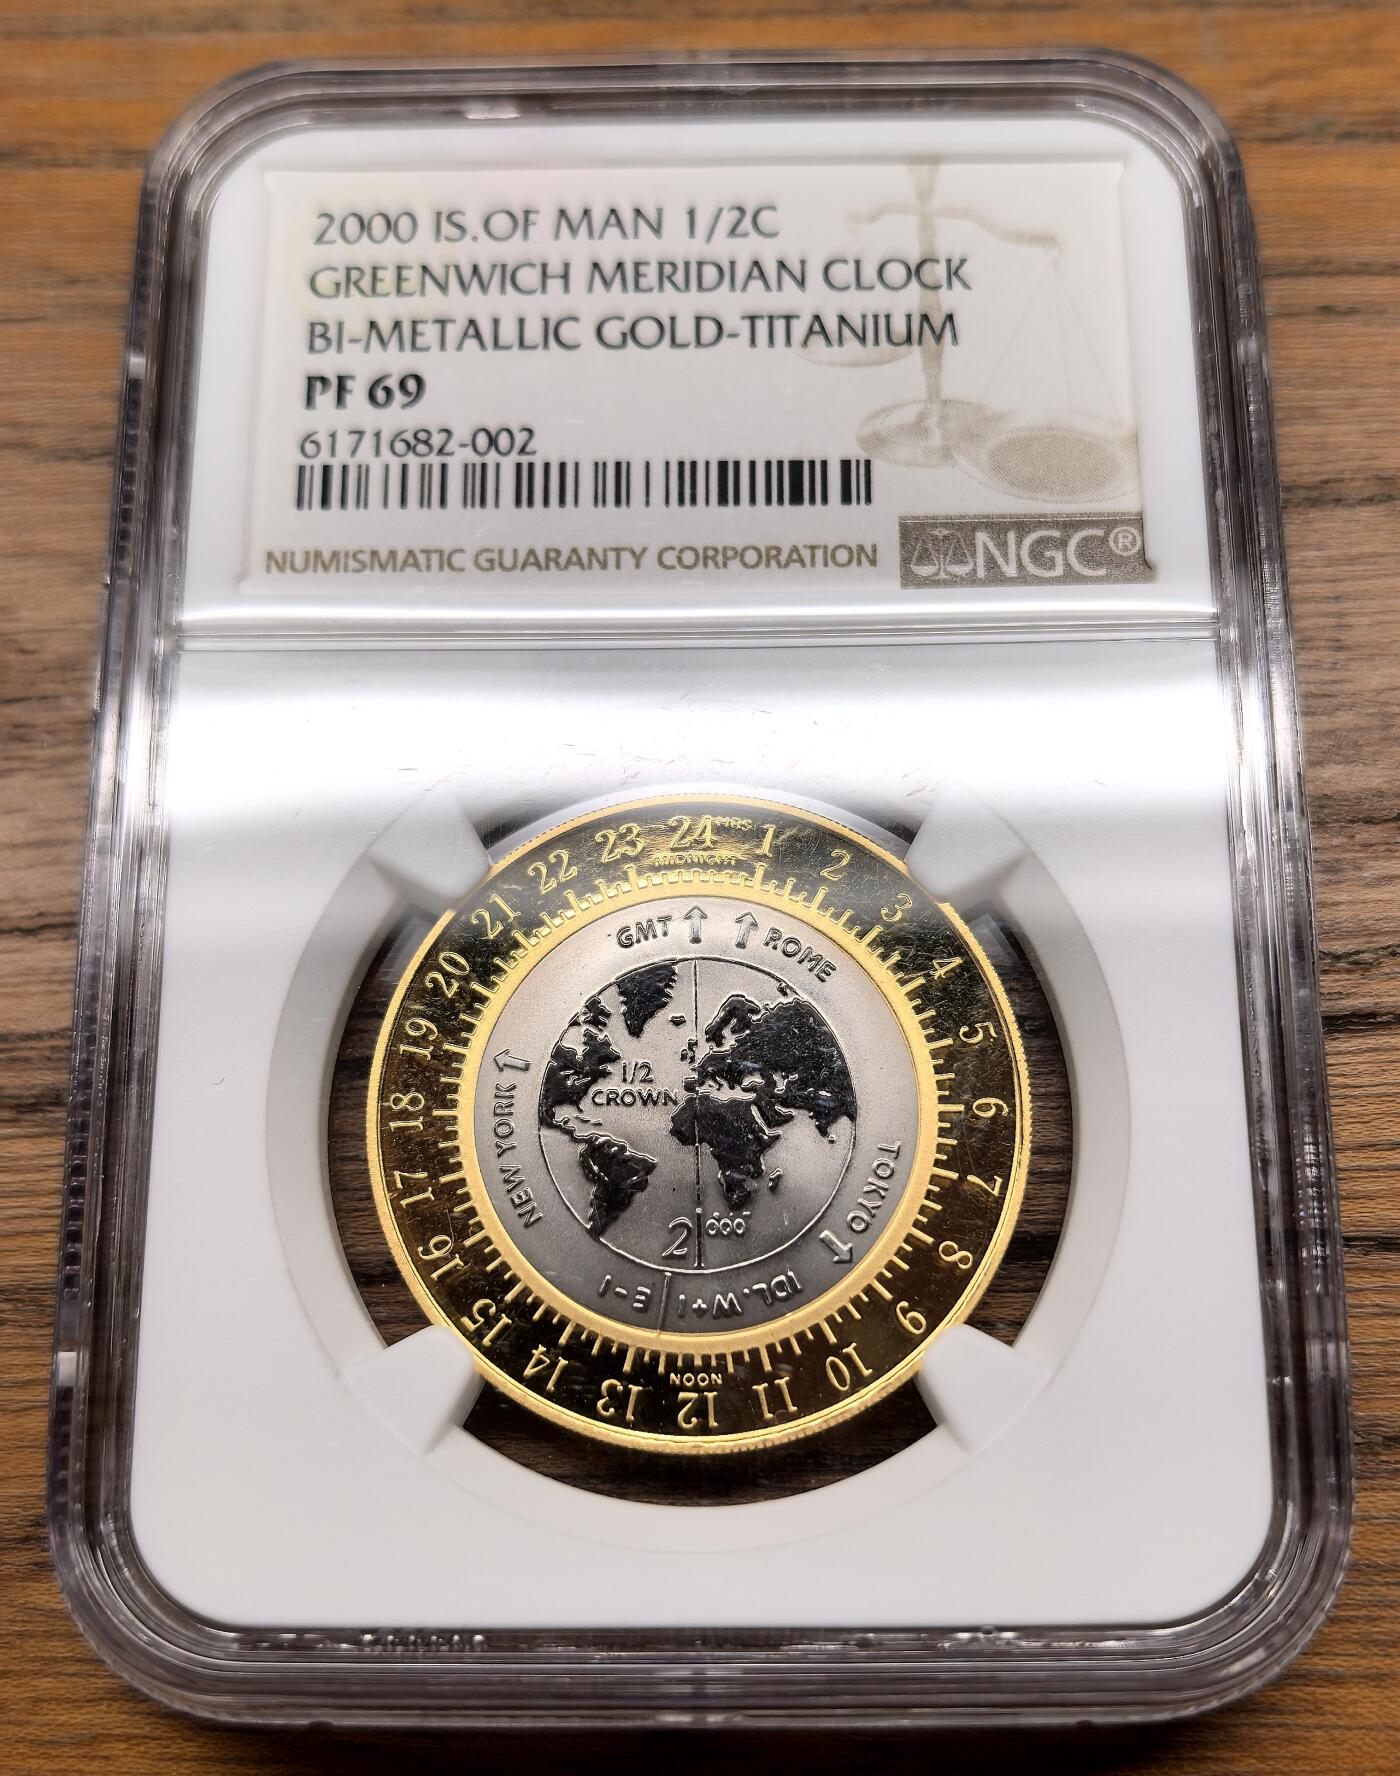 2000 IS.OF MAN 1/2C
GREENWICH MERIDIAN CLOCK
BI-METALLIC GOLD-TITANIUM
PF 69
6171682-002
NUMISMATIC GUARANTY CORPORATION
NGC®
24 HRS. 1 2 3 4 5 6 7 8 9 10 11 12 13 14 15 16 17 18 19 20 21 22 23
MIDNIGHT
NOON
GMT
ROME
TOKYO
IDL.W+1
E-1
NEW YORK
1/2
CROWN
2000